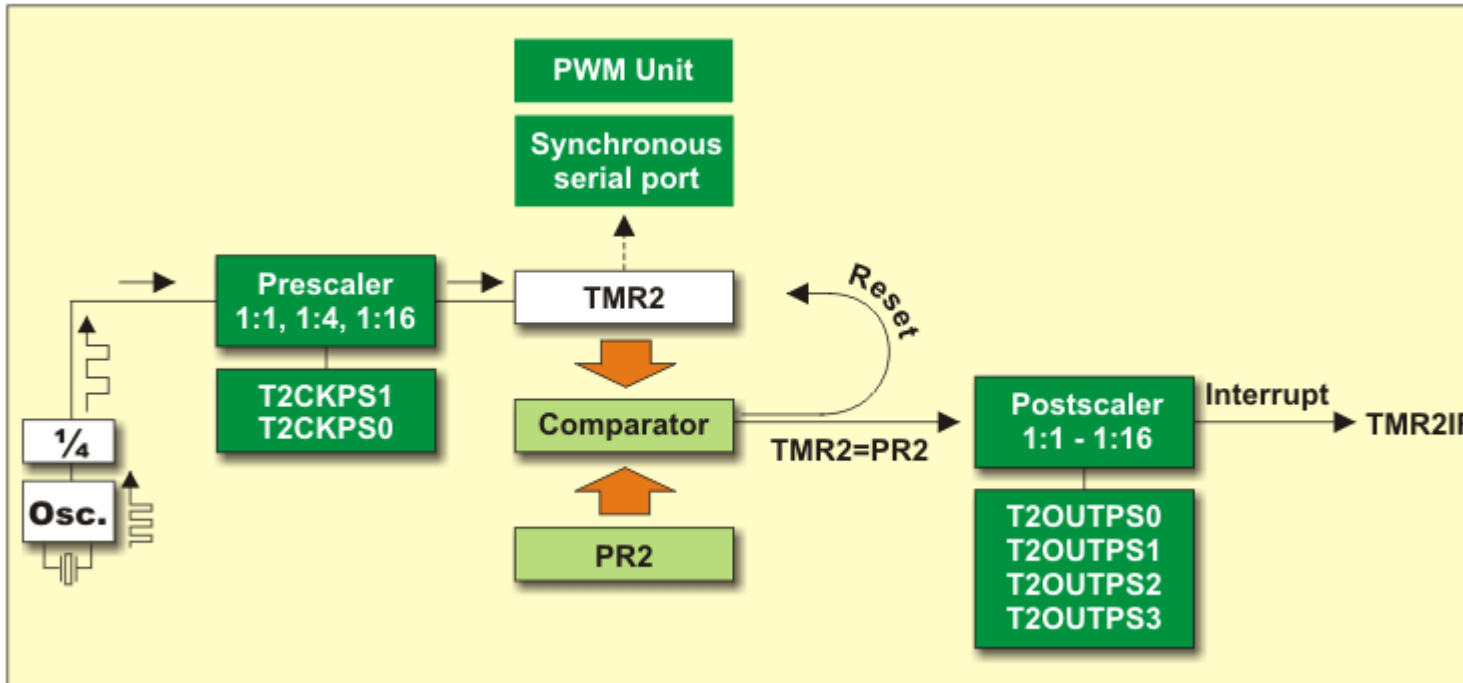 PWM Unit
Synchronous
serial port
Prescaler
1:1, 1:4, 1:16
TMR2
Reset
T2CKPS1
T2CKPS0
Comparator
TMR2=PR2
Postscaler
1:1 - 1:16
Interrupt
TMR2IF
¼
Osc.
PR2
T2OUTPS0
T2OUTPS1
T2OUTPS2
T2OUTPS3